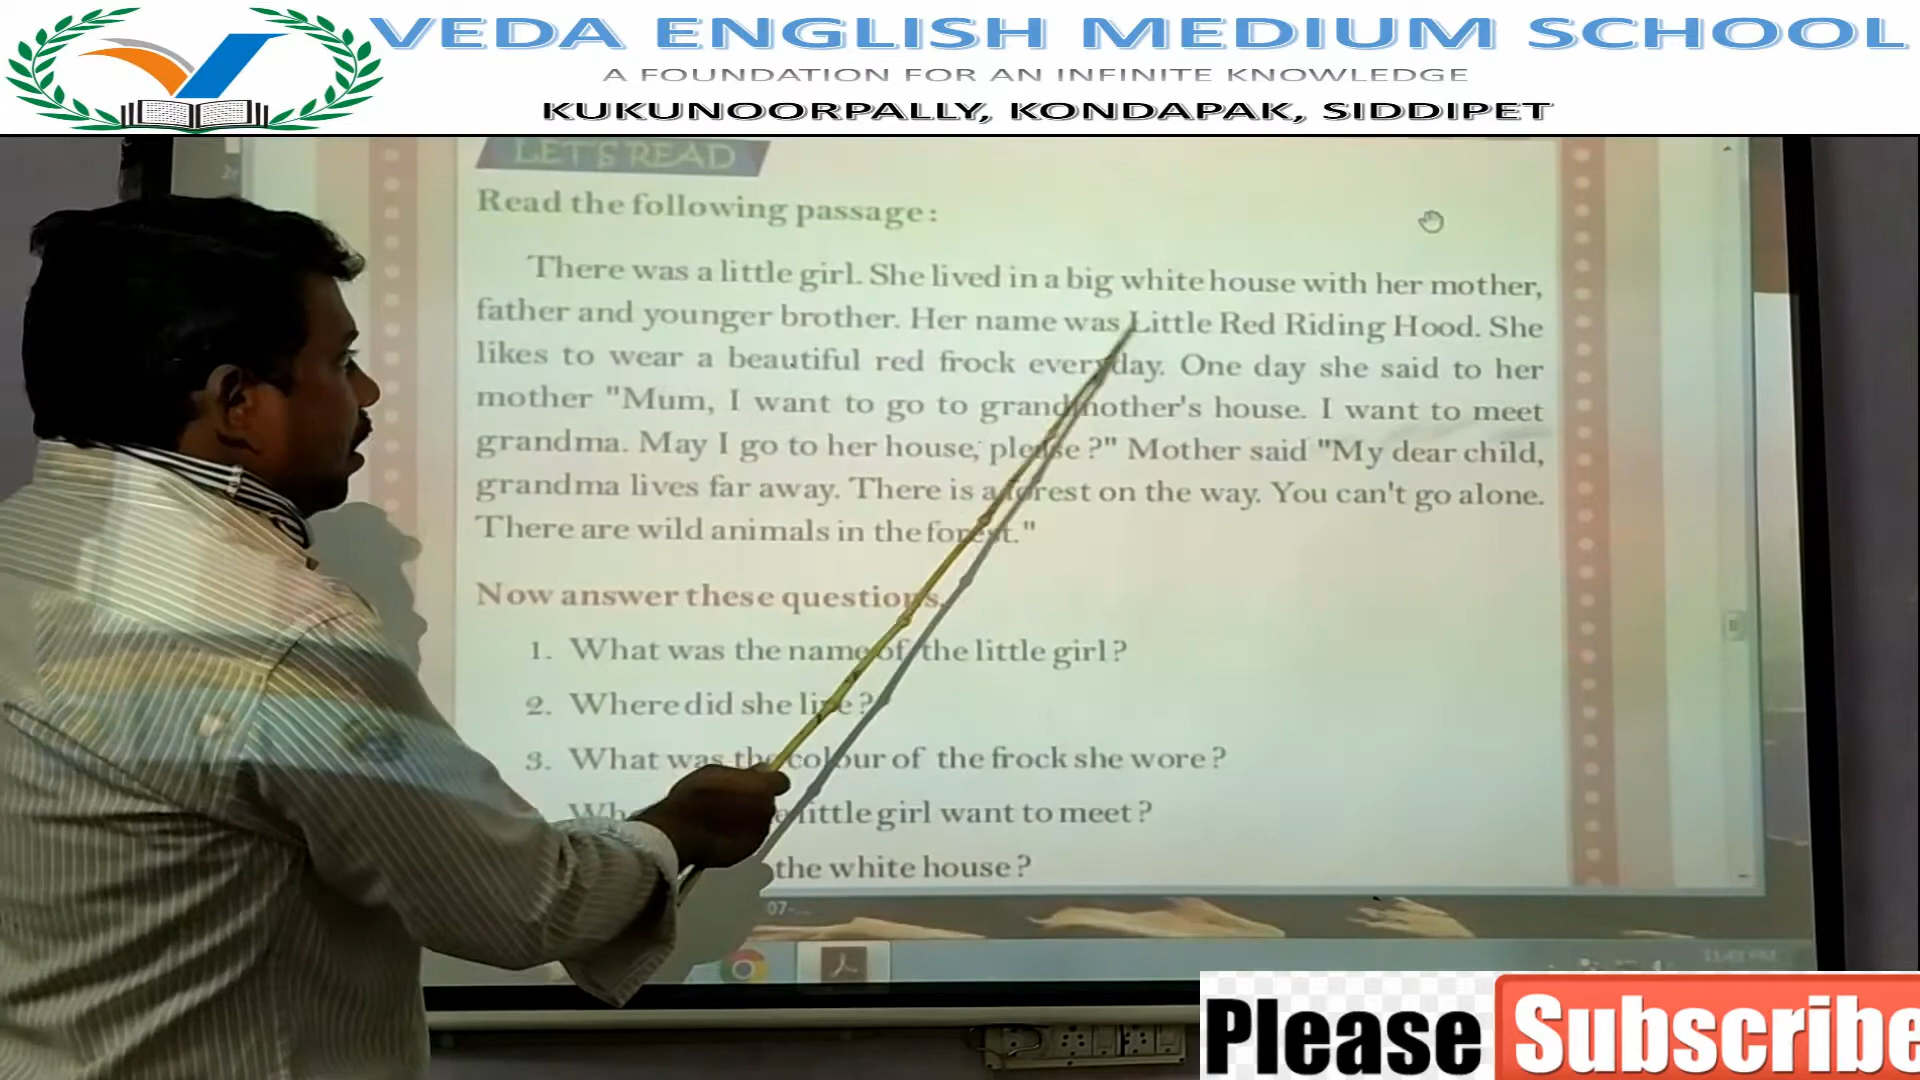 VEDA ENGLISH MEDIUM SCHOOL
A FOUNDATION FOR AN INFINITE KNOWLEDGE
KUKUNOORPALLY, KONDAPAK, SIDDIPET
LET'S READ
Read the following passage :
There was a little girl. She lived in a big white house with her mother,
father and younger brother. Her name was Little Red Riding Hood. She
likes to wear a beautiful red frock everyday. One day she said to her
mother "Mum, I want to go to grandmother's house. I want to meet
grandma. May I go to her house, please ?" Mother said "My dear child,
grandma lives far away. There is a forest on the way. You can't go alone.
There are wild animals in the forest."
Now answer these questions.
1. What was the name of the little girl ?
2. Where did she live ?
3. What was the colour of the frock she wore ?
little girl want to meet ?
the white house ?
07-...
Please Subscribe